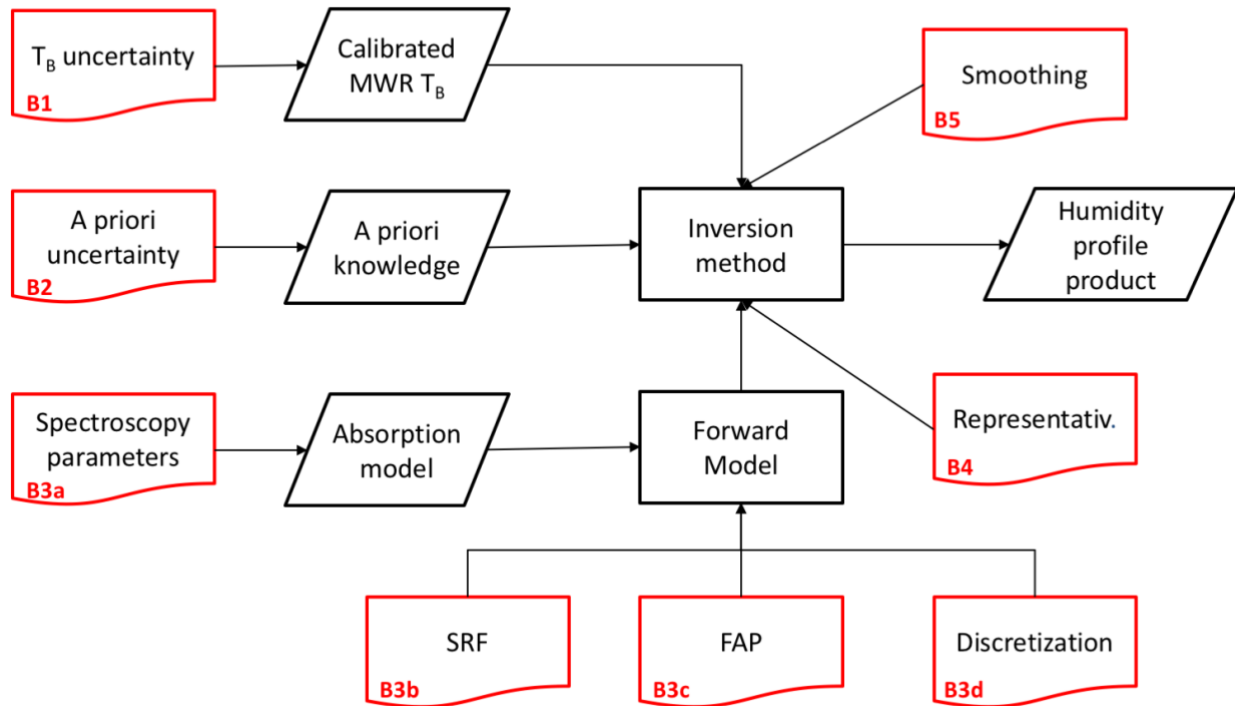 T_B uncertainty
B1
Calibrated
MWR T_B
Smoothing
B5
A priori
uncertainty
B2
A priori
knowledge
Inversion
method
Humidity
profile
product
Spectroscopy
parameters
B3a
Absorption
model
Forward
Model
Representativ.
B4
SRF
B3b
FAP
B3c
Discretization
B3d